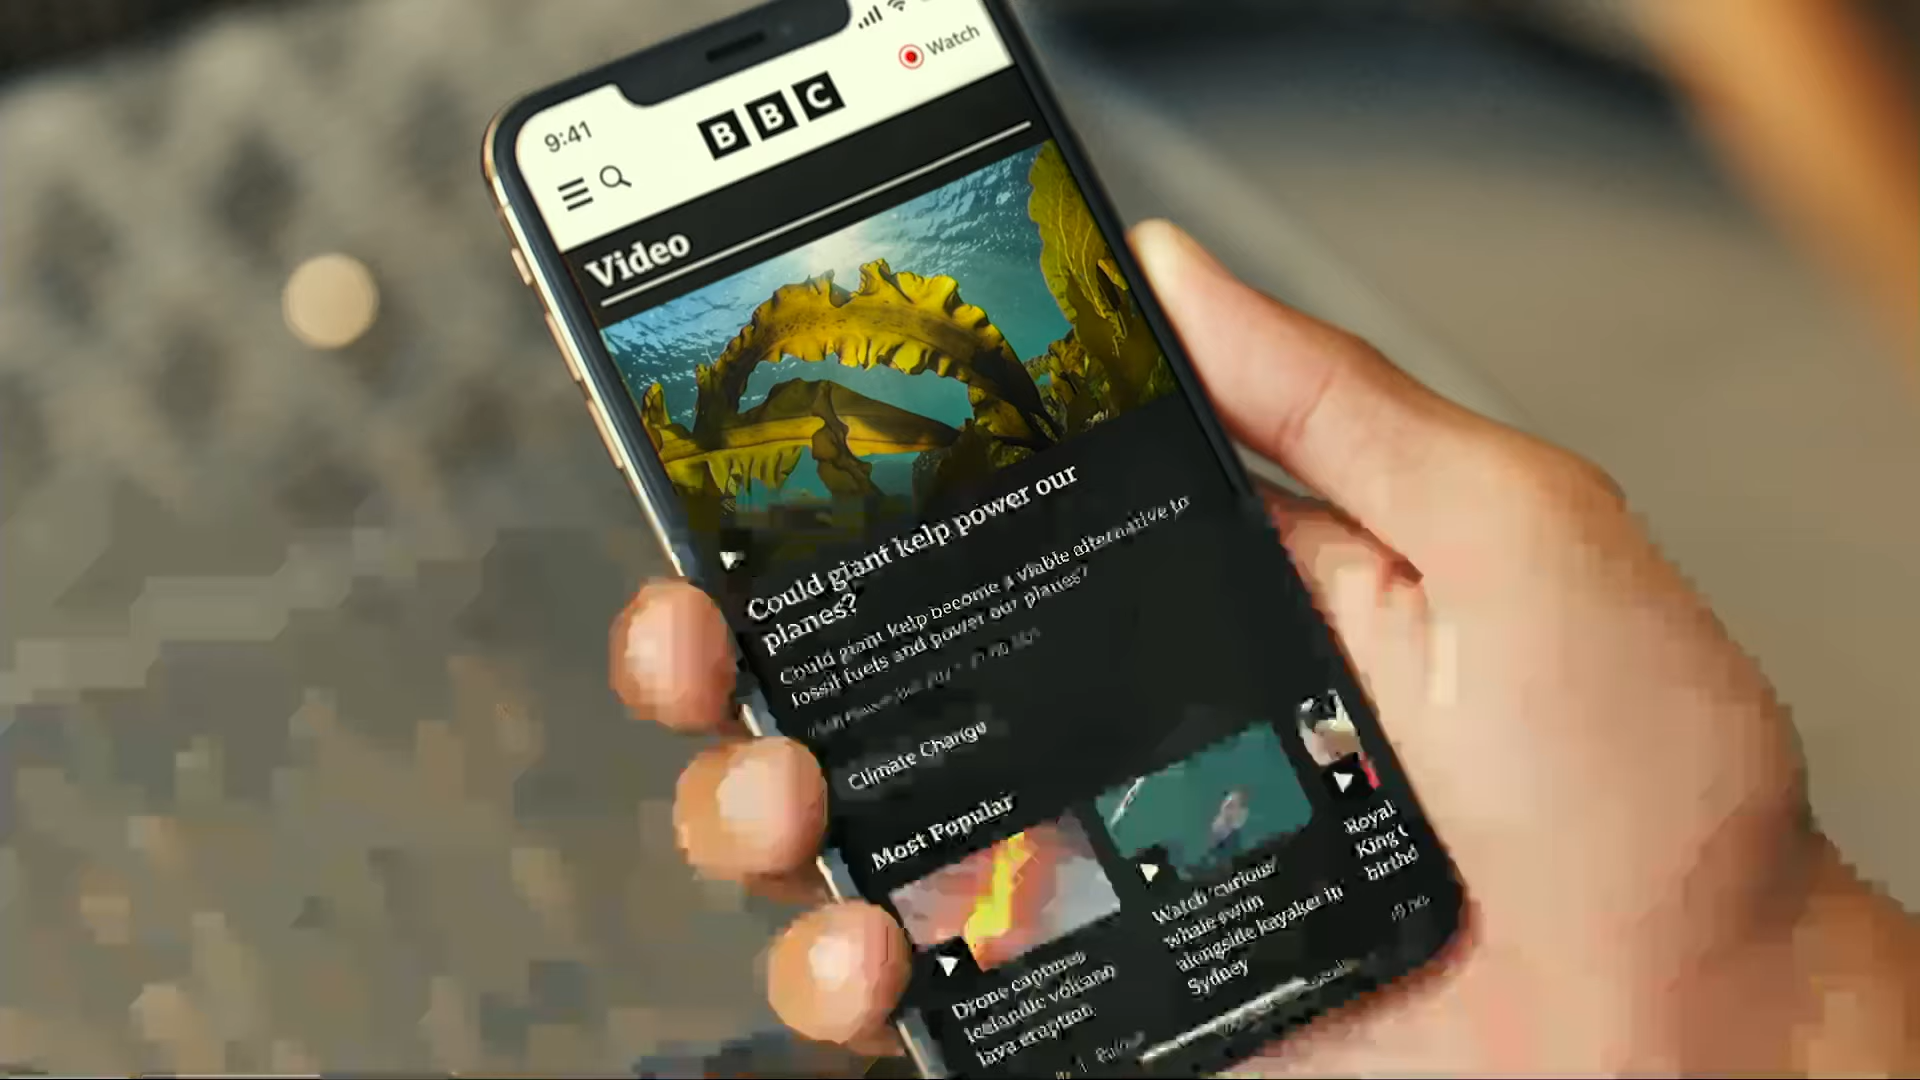 9:41
BBC
Watch
Video
Could giant kelp power our
planes?
Could giant kelp become a viable alternative to
fossil fuels and power our planes?
Climate Change
Most Popular
Drone captures
Icelandic volcano
lava eruption
Watch 'curious'
whale swim
alongside kayaker in
Sydney
Royal
King C
birthd